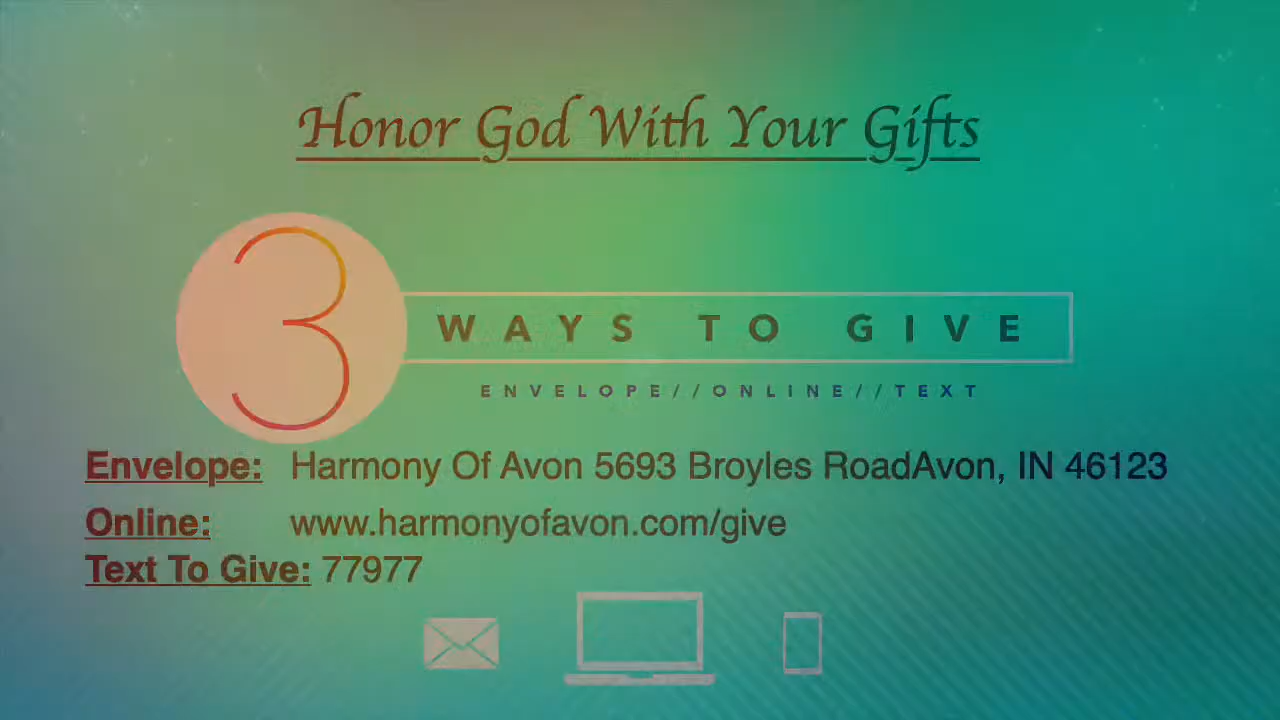 Honor God With Your Gifts
3
WAYS TO GIVE
ENVELOPE//ONLINE//TEXT
Envelope: Harmony Of Avon 5693 Broyles RoadAvon, IN 46123
Online: www.harmonyofavon.com/give
Text To Give: 77977